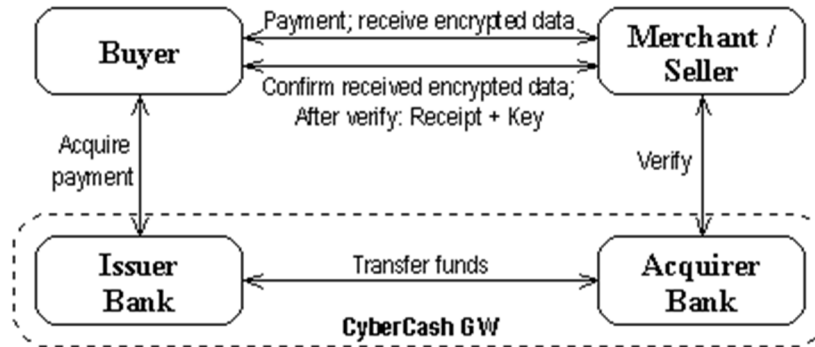 Payment; receive encrypted data
Buyer
Merchant /
Seller
Confirm received encrypted data;
After verify: Receipt + Key
Acquire
payment
Verify
Issuer
Bank
Transfer funds
Acquirer
Bank
CyberCash GW